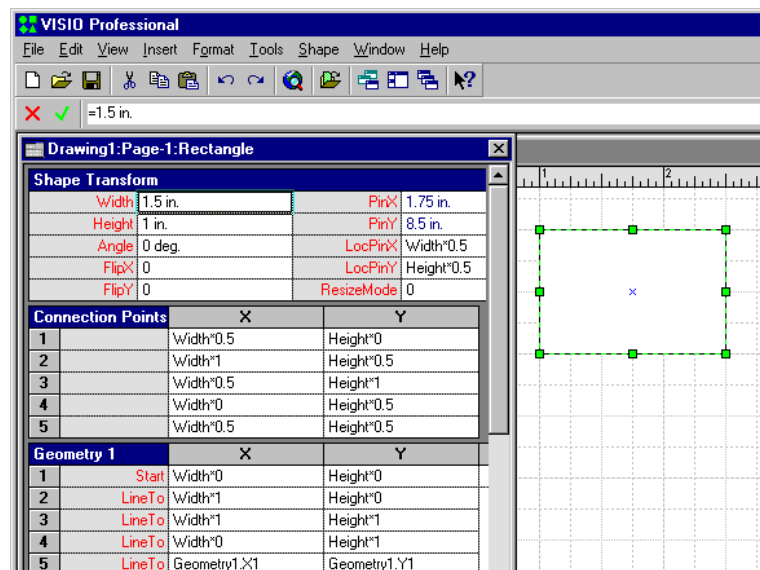 VISIO Professional
File Edit View Insert Format Tools Shape Window Help
=1.5 in.
Drawing1:Page-1:Rectangle
Shape Transform
Width 1.5 in. PinX 1.75 in.
Height 1 in. PinY 8.5 in.
Angle 0 deg. LocPinX Width*0.5
FlipX 0 LocPinY Height*0.5
FlipY 0 ResizeMode 0
Connection Points X Y
1 Width*0.5 Height*0
2 Width*1 Height*0.5
3 Width*0.5 Height*1
4 Width*0 Height*0.5
5 Width*0.5 Height*0.5
Geometry 1 X Y
1 Start Width*0 Height*0
2 LineTo Width*1 Height*0
3 LineTo Width*1 Height*1
4 LineTo Width*0 Height*1
5 LineTo Geometry1.X1 Geometry1.Y1
1 2